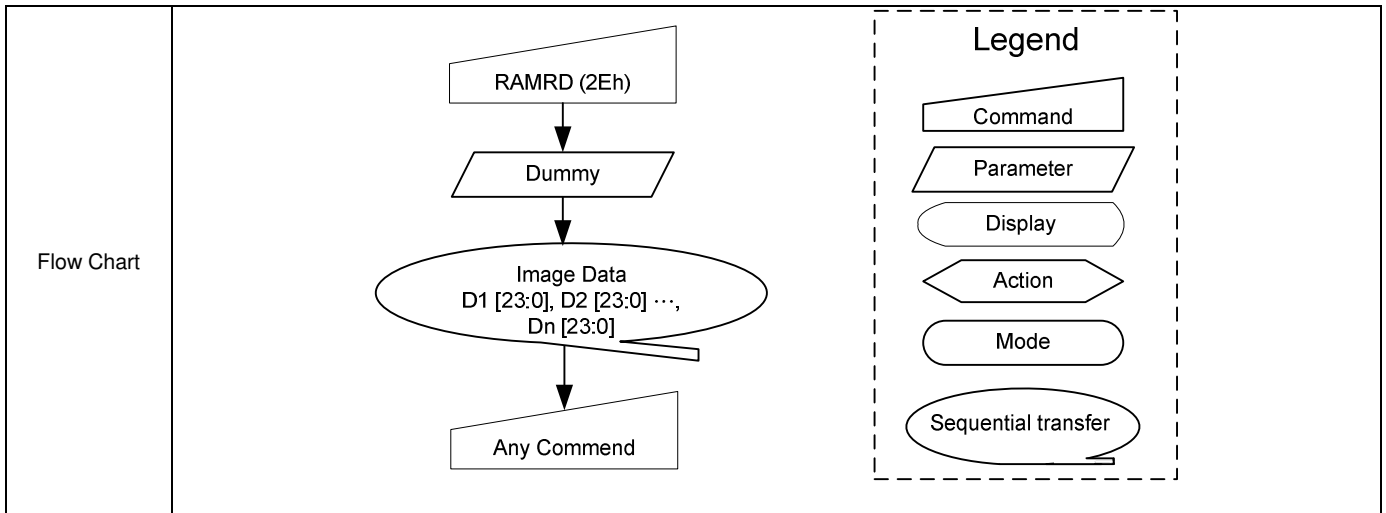 Flow Chart
RAMRD (2Eh)
Dummy
Image Data
D1 [23:0], D2 [23:0] ⋯,
Dn [23:0]
Any Commend
Legend
Command
Parameter
Display
Action
Mode
Sequential transfer